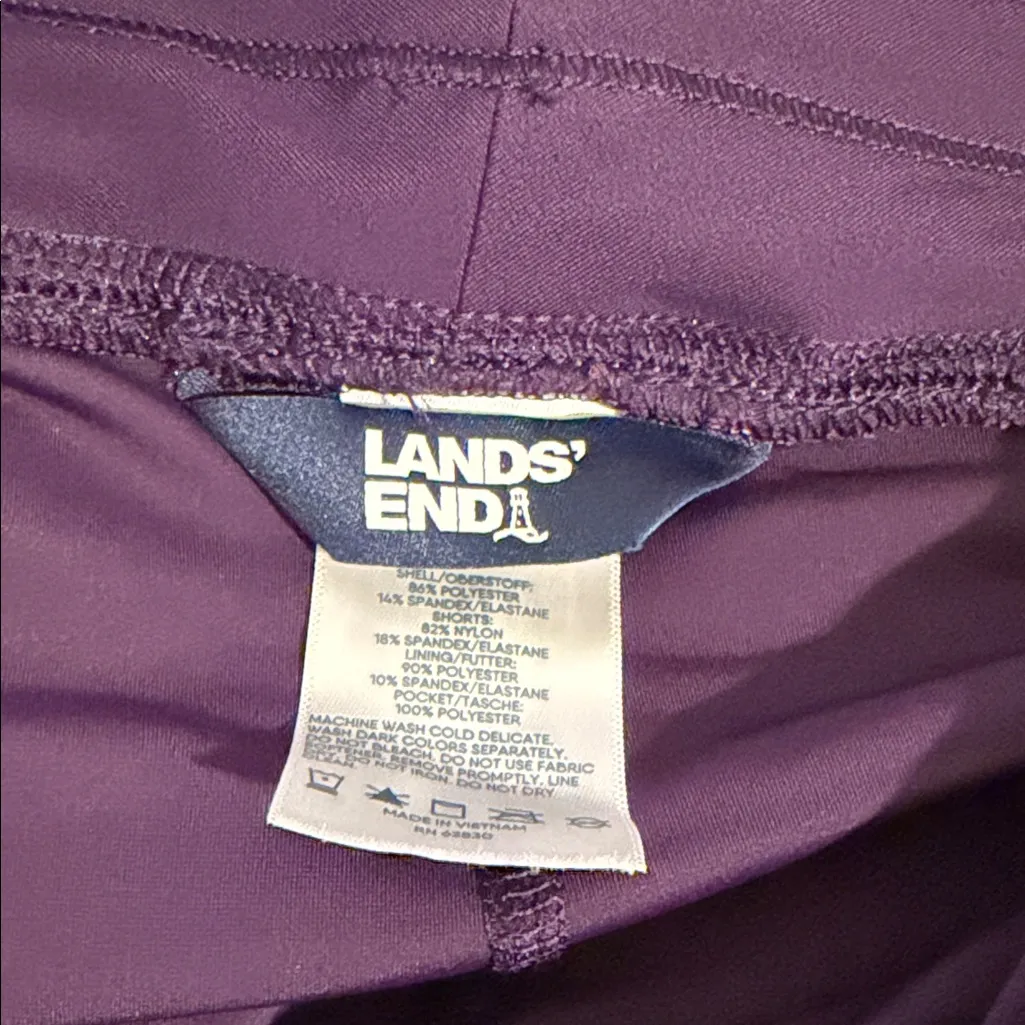 LANDS'
END
SHELL/OBERSTOFF:
86% POLYESTER
14% SPANDEX/ELASTANE
SHORTS:
82% NYLON
18% SPANDEX/ELASTANE
LINING/FUTTER:
90% POLYESTER
10% SPANDEX/ELASTANE
POCKET/TASCHE:
100% POLYESTER
MACHINE WASH COLD DELICATE.
WASH DARK COLORS SEPARATELY.
DO NOT BLEACH. DO NOT USE FABRIC
SOFTENER. REMOVE PROMPTLY. LINE
DRY. DO NOT IRON. DO NOT DRY
CLEAN.
MADE IN VIETNAM
RN 62830